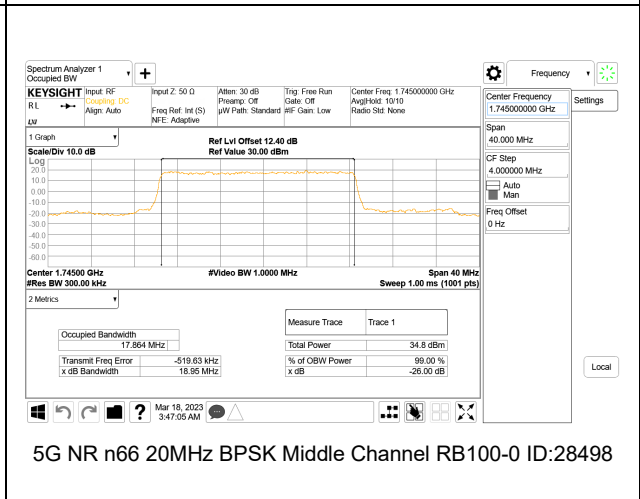 Spectrum Analyzer 1
Occupied BW
Frequency
KEYSIGHT Input: RF Input Z: 50 Ω Atten: 30 dB Trig: Free Run Center Freq: 1.745000000 GHz
Coupling: DC Preamp: Off Gate: Off Avg|Hold: 10/10
RL Align: Auto Freq Ref: Int (S) µW Path: Standard #IF Gain: Low Radio Std: None
NFE: Adaptive
LXI
Center Frequency
1.745000000 GHz
Settings
Span
40.000 MHz
CF Step
4.000000 MHz
Auto
Man
Freq Offset
0 Hz
1 Graph
Ref Lvl Offset 12.40 dB
Scale/Div 10.0 dB Ref Value 30.00 dBm
Log
20.0
10.0
0.00
-10.0
-20.0
-30.0
-40.0
-50.0
-60.0
Center 1.74500 GHz #Video BW 1.0000 MHz Span 40 MHz
#Res BW 300.00 kHz Sweep 1.00 ms (1001 pts)
2 Metrics
Measure Trace Trace 1
Occupied Bandwidth
17.864 MHz
Total Power 34.8 dBm
Transmit Freq Error -519.63 kHz % of OBW Power 99.00 %
x dB Bandwidth 18.95 MHz x dB -26.00 dB
Local
Mar 18, 2023
3:47:05 AM
?
5G NR n66 20MHz BPSK Middle Channel RB100-0 ID:28498